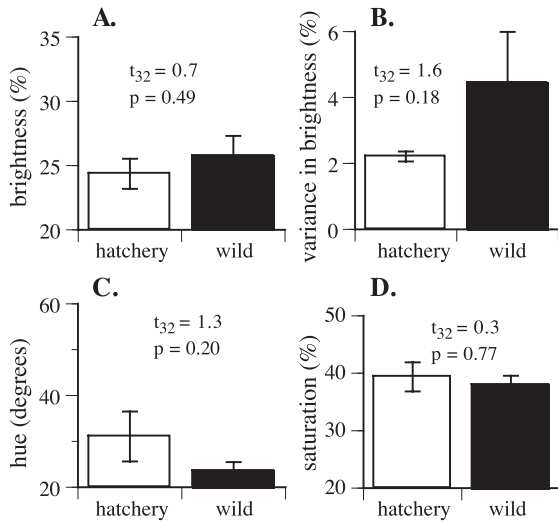 A.
brightness (%)
35
30
25
20
t32 = 0.7
p = 0.49
hatchery
wild
B.
variance in brightness (%)
6
4
2
0
t32 = 1.6
p = 0.18
hatchery
wild
C.
hue (degrees)
60
40
20
t32 = 1.3
p = 0.20
hatchery
wild
D.
saturation (%)
50
40
30
20
t32 = 0.3
p = 0.77
hatchery
wild